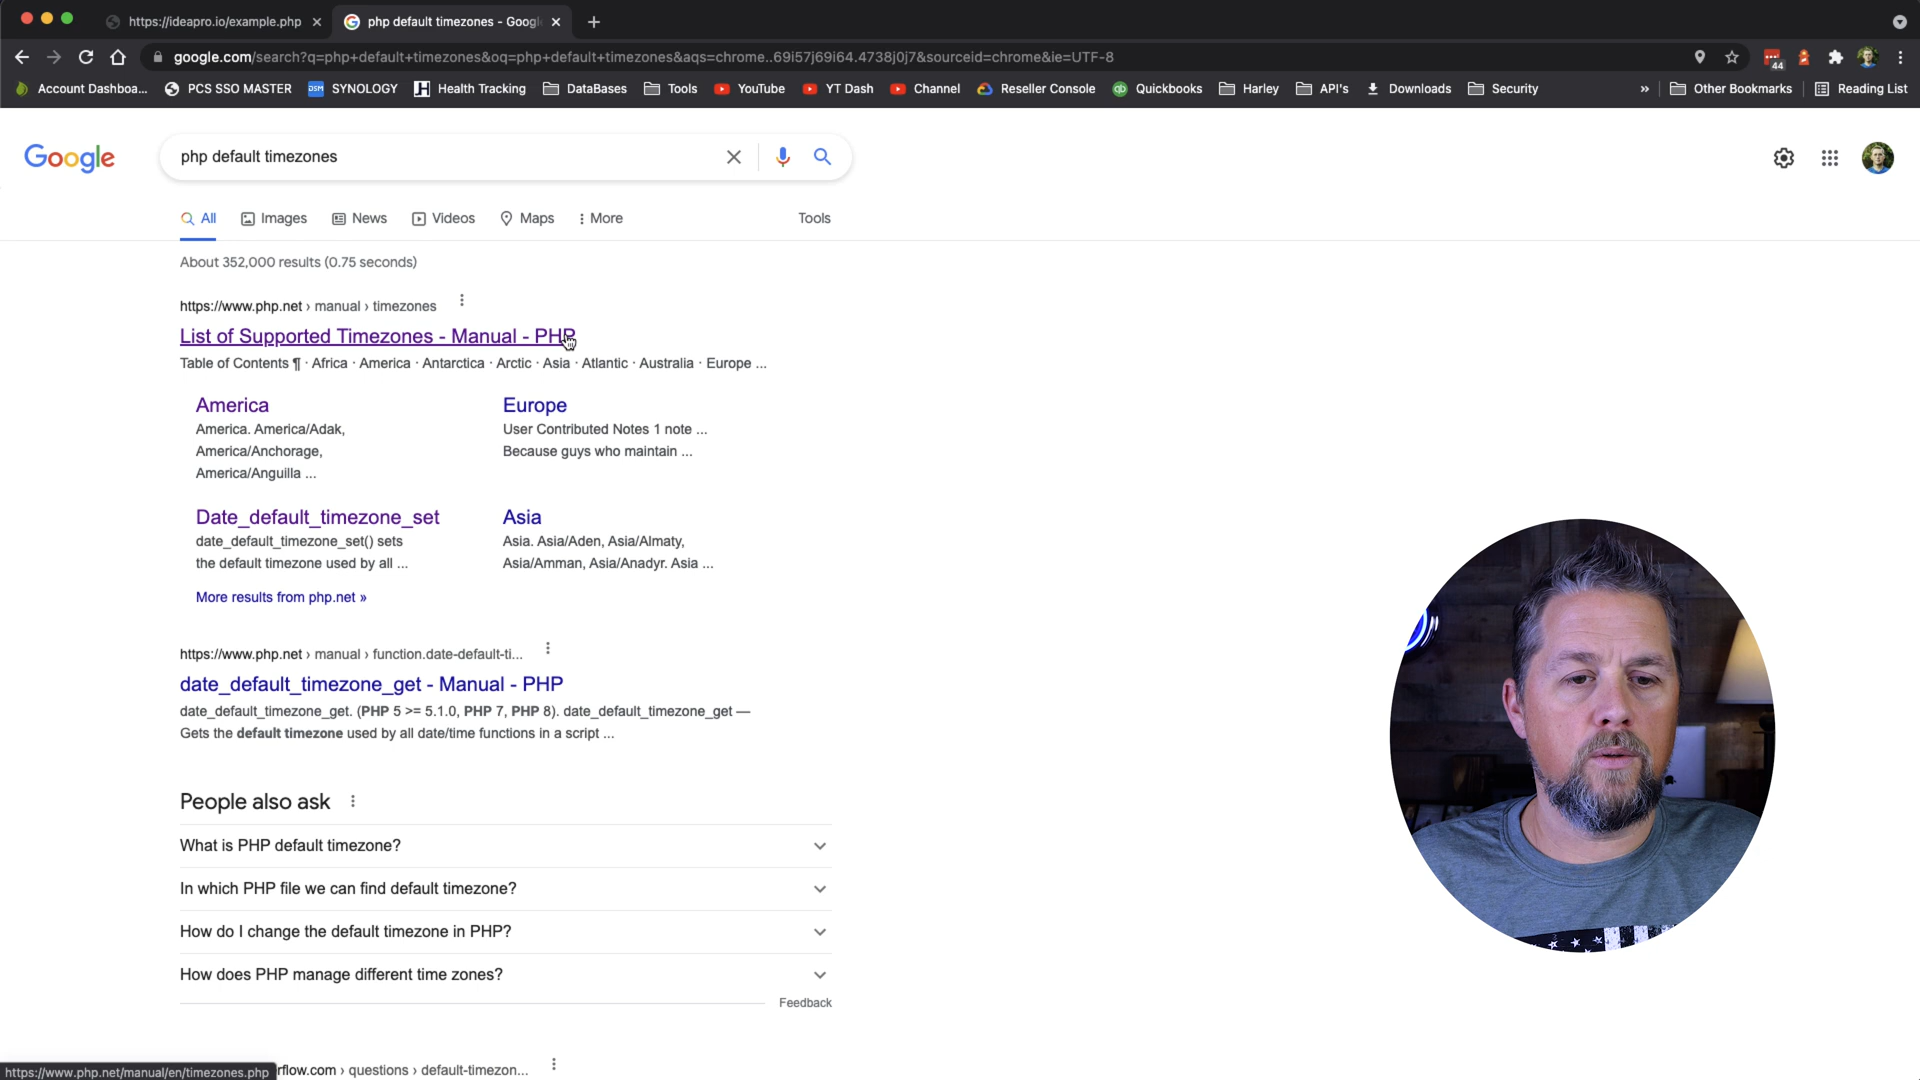 https://ideapro.io/example.php
php default timezones - Googl
google.com/search?q=php+default+timezones&oq=php+default+timezones&aqs=chrome..69i57j69i64.4738j0j7&sourceid=chrome&ie=UTF-8
44
Account Dashboa...
PCS SSO MASTER
DSM
SYNOLOGY
Health Tracking
DataBases
Tools
YouTube
YT Dash
Channel
Reseller Console
Quickbooks
Harley
API's
Downloads
Security
»
Other Bookmarks
Reading List
Google
php default timezones
All
Images
News
Videos
Maps
More
Tools
About 352,000 results (0.75 seconds)
https://www.php.net › manual › timezones
List of Supported Timezones - Manual - PHP
Table of Contents ¶ · Africa · America · Antarctica · Arctic · Asia · Atlantic · Australia · Europe ...
America
America. America/Adak,
America/Anchorage,
America/Anguilla ...
Europe
User Contributed Notes 1 note ...
Because guys who maintain ...
Date_default_timezone_set
date_default_timezone_set() sets
the default timezone used by all ...
Asia
Asia. Asia/Aden, Asia/Almaty,
Asia/Amman, Asia/Anadyr. Asia ...
More results from php.net »
https://www.php.net › manual › function.date-default-ti...
date_default_timezone_get - Manual - PHP
date_default_timezone_get. (PHP 5 >= 5.1.0, PHP 7, PHP 8). date_default_timezone_get —
Gets the default timezone used by all date/time functions in a script ...
People also ask
What is PHP default timezone?
In which PHP file we can find default timezone?
How do I change the default timezone in PHP?
How does PHP manage different time zones?
Feedback
https://www.php.net/manual/en/timezones.php
rflow.com › questions › default-timezon...